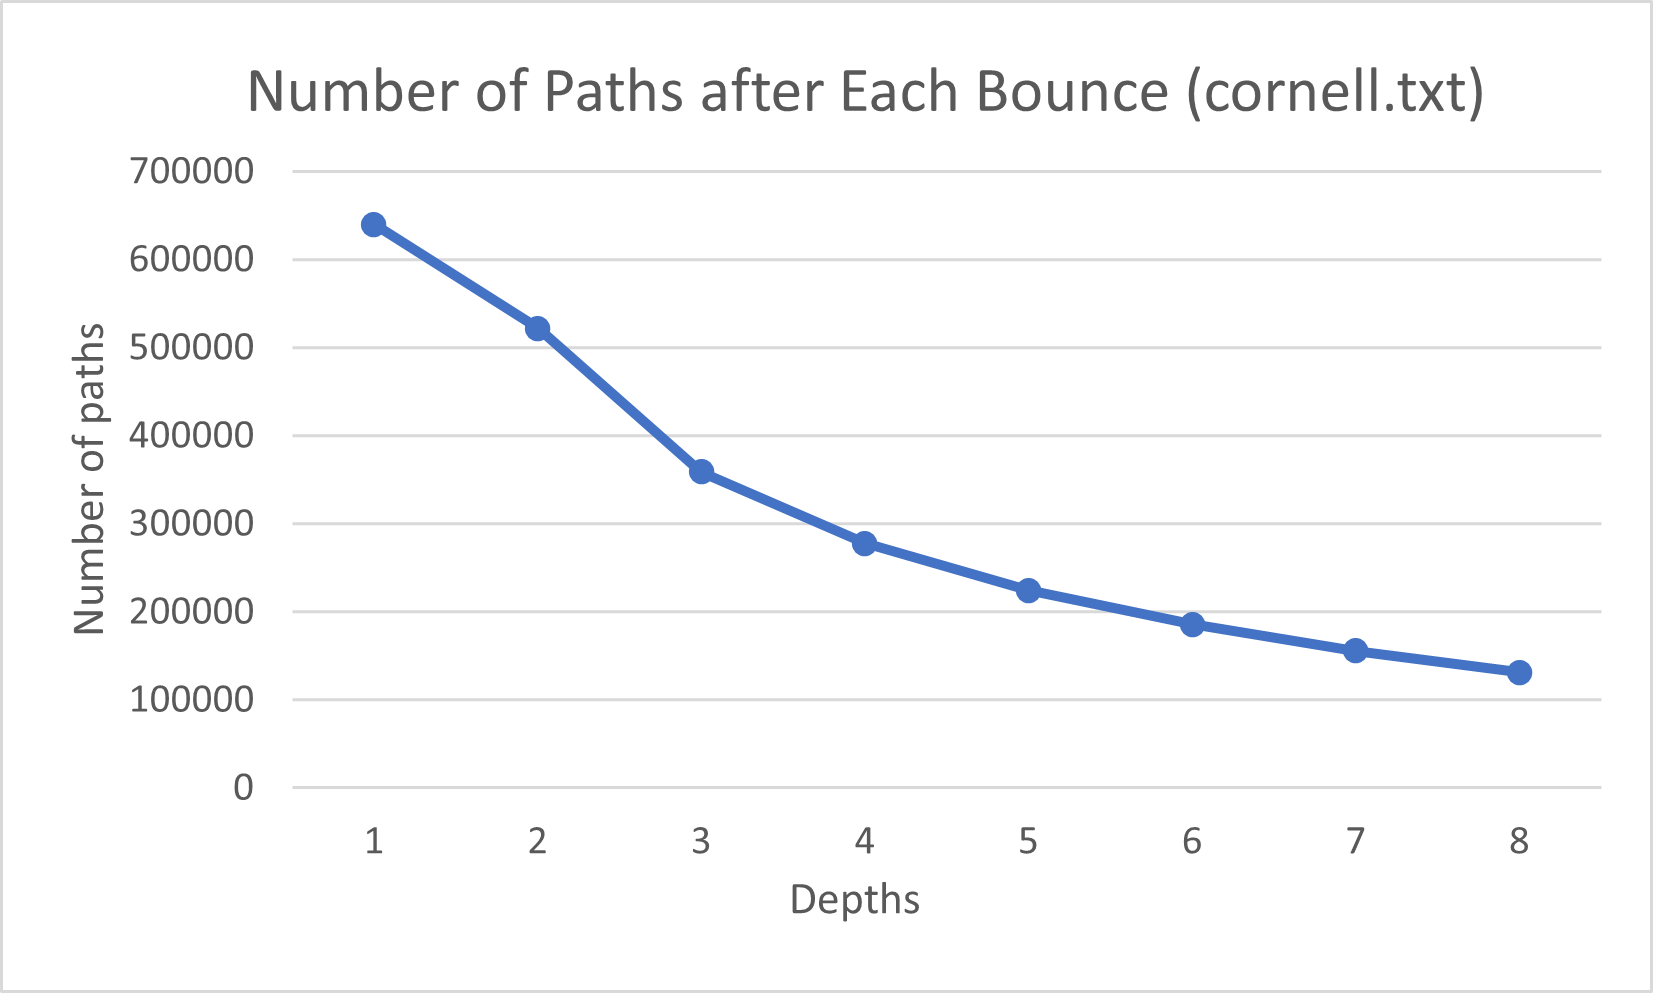 Number of Paths after Each Bounce (cornell.txt)
700000
600000
500000
400000
300000
200000
100000
0
Number of paths
1 2 3 4 5 6 7 8
Depths